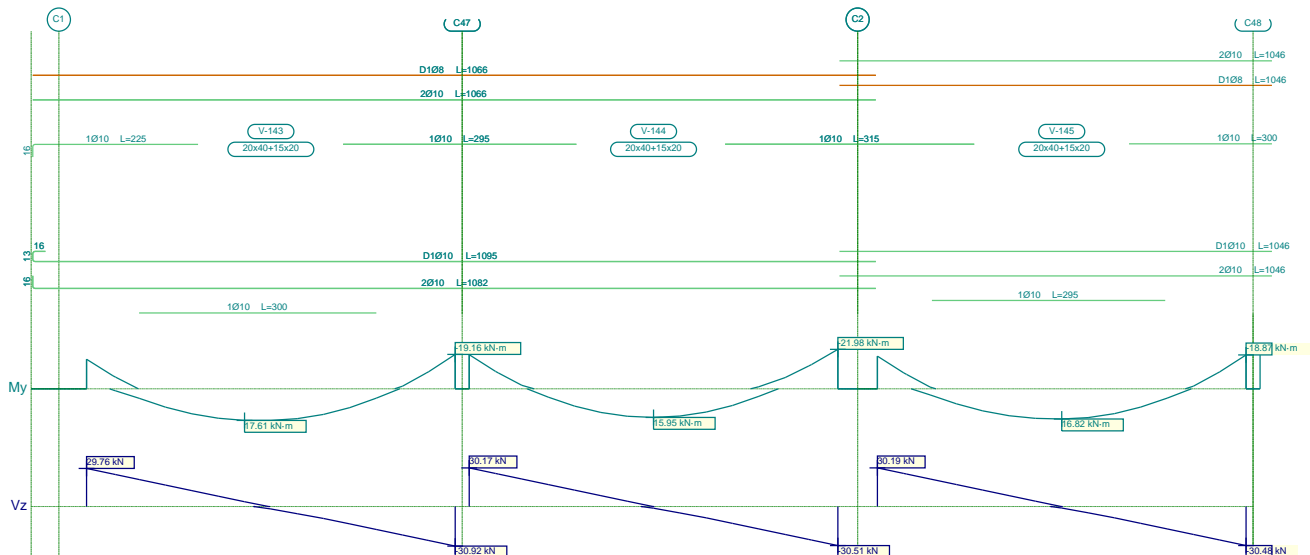 C1 C47 C2 C48
2Ø10 L=1046
D1Ø8 L=1066 D1Ø8 L=1046
2Ø10 L=1066
V-143 V-144 V-145
1Ø10 L=225 1Ø10 L=295 1Ø10 L=315 1Ø10 L=300
20x40+15x20 20x40+15x20 20x40+15x20
16
16 D1Ø10 L=1046
13 D1Ø10 L=1095
2Ø10 L=1046
16 2Ø10 L=1082
1Ø10 L=295
1Ø10 L=300
-19.16 kN·m -21.98 kN·m -18.87 kN·m
My
17.61 kN·m 15.95 kN·m 16.82 kN·m
29.76 kN 30.17 kN 30.19 kN
Vz
-30.92 kN -30.51 kN -30.48 kN